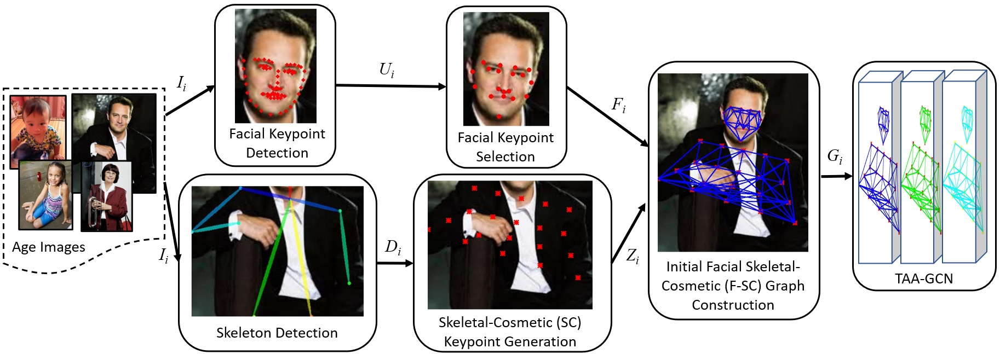 Age Images
I_i
I_i
Facial Keypoint
Detection
U_i
Facial Keypoint
Selection
F_i
Skeleton Detection
D_i
Skeletal-Cosmetic (SC)
Keypoint Generation
Z_i
Initial Facial Skeletal-
Cosmetic (F-SC) Graph
Construction
G_i
TAA-GCN